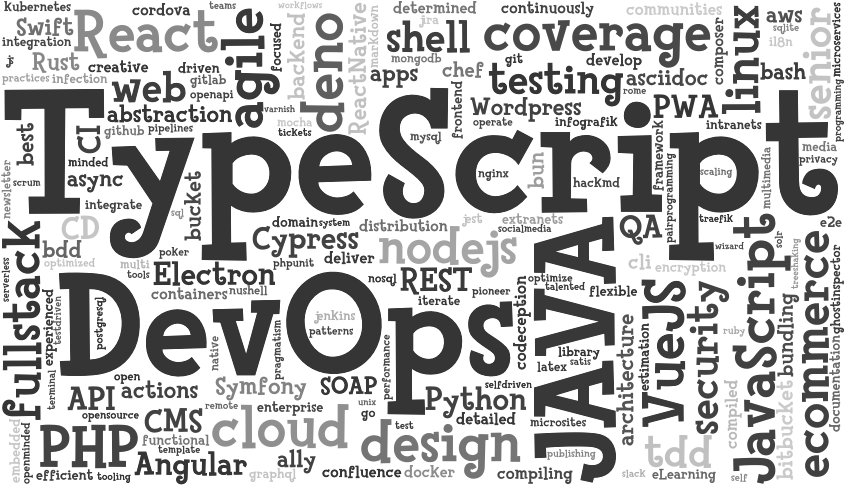 Kubernetes
cordova
teams
workflows
determined
continuously
communities
aws
sqlite
i18n
senior
microservices
programming
Swift
React
agile
focused
backend
deno
ReactNative
markdown
jira
shell
coverage
composer
linux
integration
Rust
creative
driven
gitlab
openapi
mongodb
git
develop
practices
infection
web
apps
chef
testing
asciidoc
bash
abstraction
varnish
mocha
tickets
frontend
Wordpress
rome
PWA
TypeScript
best
CI
github
pipelines
mysql
operate
infografik
intranets
framework
pairprogramming
media
privacy
minded
async
nginx
bun
hackmd
scaling
multimedia
newsletter
scrum
integrate
sql
bucket
domain
system
distribution
jest
extranets
socialmedia
QA
traefik
wizard
JavaScript
solr
e2e
CD
bdd
optimized
poker
Cypress
nodejs
cli
encryption
treeshaking
fullstack
serverless
multi
tools
phpunit
deliver
Electron
nushell
containers
nosql
REST
pioneer
optimize
talented
flexible
VueJS
security
ecommerce
ghostinspector
documentation
DevOps
postgresql
experienced
testdriven
terminal
jenkins
patterns
iterate
codeception
JAVA
library
satis
latex
architecture
estimation
ruby
bundling
native
pragmatism
performance
open
API
actions
Symfony
SOAP
unix
go
selfdriven
Python
detailed
opensource
CMS
remote
enterprise
cloud
test
design
microsites
publishing
compiled
bitbucket
embedded
openminded
PHP
functional
template
Angular
ally
tdd
efficient
tooling
graphql
confluence
docker
compiling
slack
eLearning
self